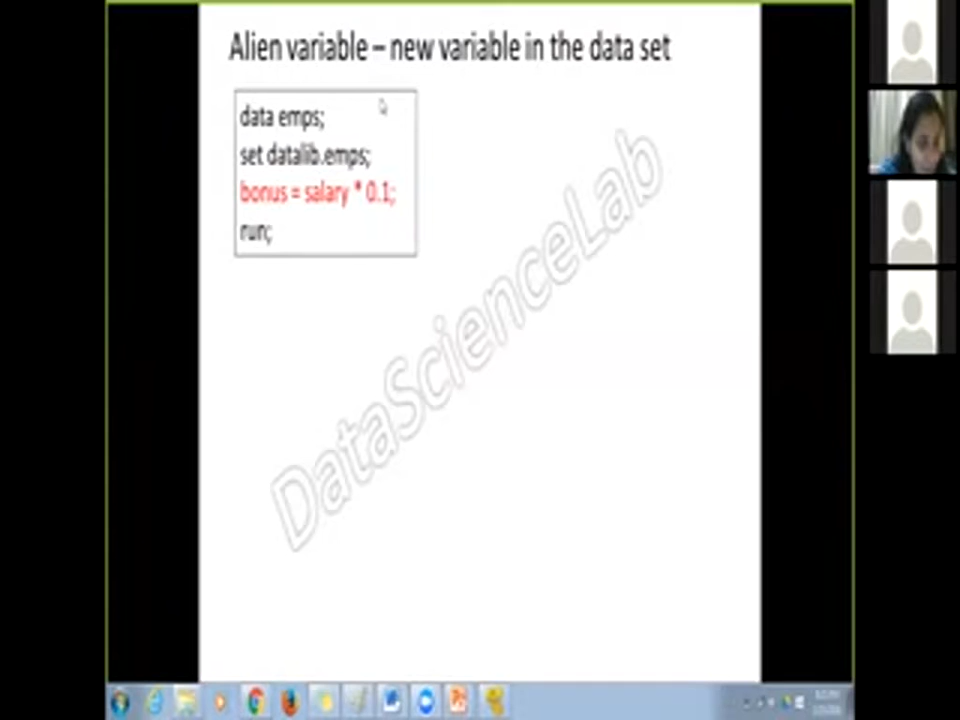 Alien variable – new variable in the data set
data emps;
set datalib.emps;
bonus = salary * 0.1;
run;
DataScienceLab